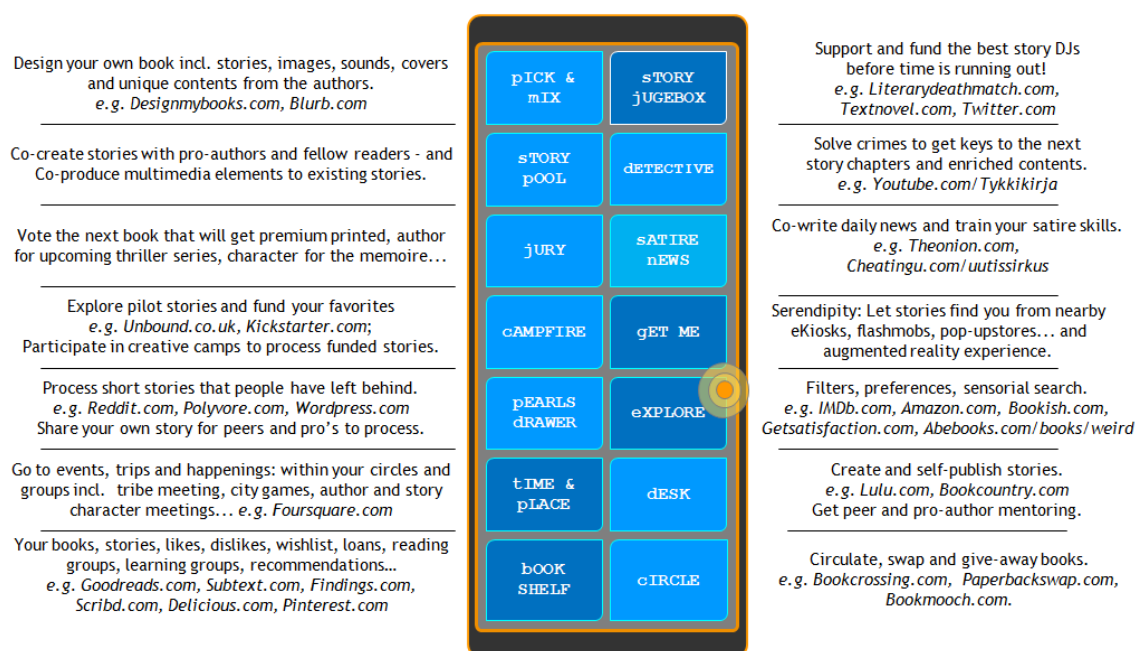 Design your own book incl. stories, images, sounds, covers
and unique contents from the authors.
e.g. Designmybooks.com, Blurb.com
pICK &
mIX
sTORY
jUGEBOX
Support and fund the best story DJs
before time is running out!
e.g. Literarydeathmatch.com,
Textnovel.com, Twitter.com
Co-create stories with pro-authors and fellow readers - and
Co-produce multimedia elements to existing stories.
sTORY
pOOL
dETECTIVE
Solve crimes to get keys to the next
story chapters and enriched contents.
e.g. Youtube.com/Tykkikirja
Vote the next book that will get premium printed, author
for upcoming thriller series, character for the memoire...
jURY
sATIRE
nEWS
Co-write daily news and train your satire skills.
e.g. Theonion.com,
Cheatingu.com/uutissirkus
Explore pilot stories and fund your favorites
e.g. Unbound.co.uk, Kickstarter.com;
Participate in creative camps to process funded stories.
cAMPFIRE
gET ME
Serendipity: Let stories find you from nearby
eKiosks, flashmobs, pop-upstores... and
augmented reality experience.
Process short stories that people have left behind.
e.g. Reddit.com, Polyvore.com, Wordpress.com
Share your own story for peers and pro's to process.
pEARLS
dRAWER
eXPLORE
Filters, preferences, sensorial search.
e.g. IMDb.com, Amazon.com, Bookish.com,
Getsatisfaction.com, Abebooks.com/books/weird
Go to events, trips and happenings: within your circles and
groups incl. tribe meeting, city games, author and story
character meetings... e.g. Foursquare.com
tIME &
pLACE
dESK
Create and self-publish stories.
e.g. Lulu.com, Bookcountry.com
Get peer and pro-author mentoring.
Your books, stories, likes, dislikes, wishlist, loans, reading
groups, learning groups, recommendations…
e.g. Goodreads.com, Subtext.com, Findings.com,
Scribd.com, Delicious.com, Pinterest.com
bOOK
SHELF
cIRCLE
Circulate, swap and give-away books.
e.g. Bookcrossing.com, Paperbackswap.com,
Bookmooch.com.